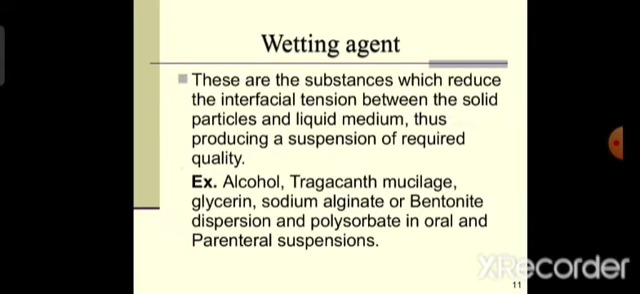 Wetting agent
These are the substances which reduce
the interfacial tension between the solid
particles and liquid medium, thus
producing a suspension of required
quality.
Ex. Alcohol, Tragacanth mucilage,
glycerin, sodium alginate or Bentonite
dispersion and polysorbate in oral and
Parenteral suspensions.
XRecorder
11